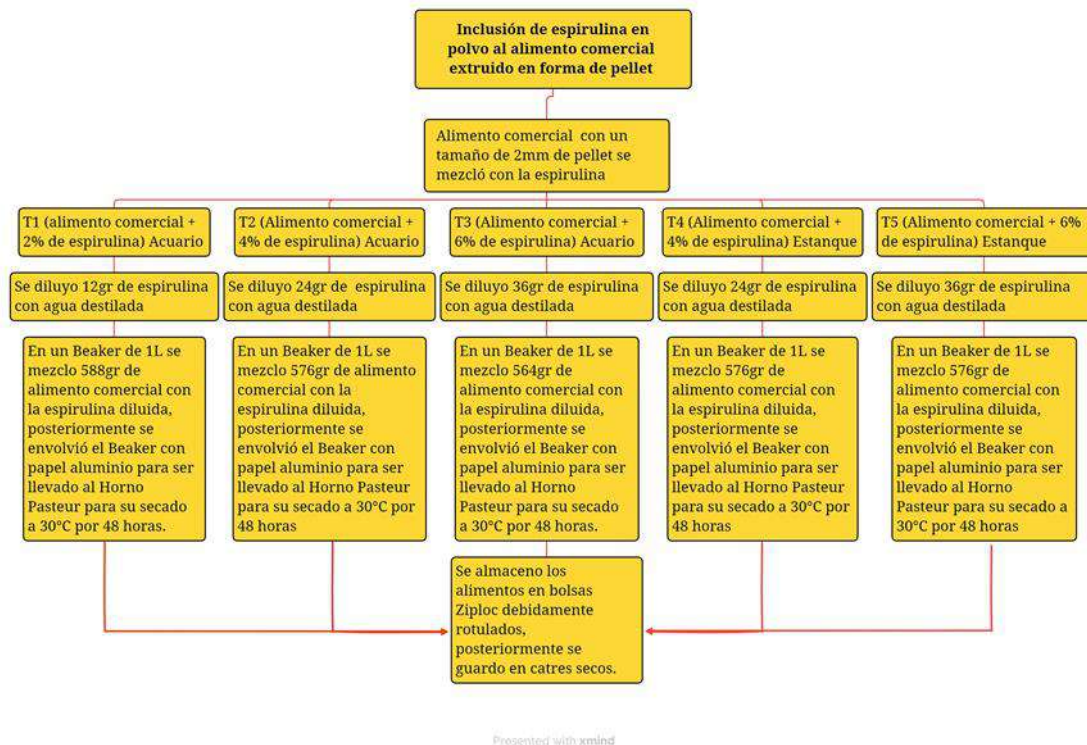 Inclusión de espirulina en
polvo al alimento comercial
extruido en forma de pellet
Alimento comercial con un
tamaño de 2mm de pellet se
mezcló con la espirulina
T1 (alimento comercial +
2% de espirulina) Acuario
T2 (Alimento comercial +
4% de espirulina) Acuario
T3 (Alimento comercial +
6% de espirulina) Acuario
T4 (Alimento comercial +
4% de espirulina) Estanque
T5 (Alimento comercial + 6%
de espirulina) Estanque
Se diluyo 12gr de espirulina
con agua destilada
Se diluyo 24gr de espirulina
con agua destilada
Se diluyo 36gr de espirulina
con agua destilada
Se diluyo 24gr de espirulina
con agua destilada
Se diluyo 36gr de espirulina
con agua destilada
En un Beaker de 1L se
mezclo 588gr de
alimento comercial con
la espirulina diluida,
posteriormente se
envolvió el Beaker con
papel aluminio para ser
llevado al Horno
Pasteur para su secado
a 30°C por 48 horas.
En un Beaker de 1L se
mezclo 576gr de alimento
comercial con la
espirulina diluida,
posteriormente se
envolvió el Beaker con
papel aluminio para ser
llevado al Horno Pasteur
para su secado a 30°C por
48 horas
En un Beaker de 1L se
mezclo 564gr de
alimento comercial con
la espirulina diluida,
posteriormente se
envolvió el Beaker con
papel aluminio para ser
llevado al Horno
Pasteur para su secado
a 30°C por 48 horas.
En un Beaker de 1L se
mezclo 576gr de
alimento comercial con
la espirulina diluida,
posteriormente se
envolvió el Beaker con
papel aluminio para ser
llevado al Horno Pasteur
para su secado a 30°C por
48 horas
En un Beaker de 1L se
mezclo 576gr de
alimento comercial con
la espirulina diluida,
posteriormente se
envolvió el Beaker con
papel aluminio para ser
llevado al Horno
Pasteur para su secado a
30°C por 48 horas
Se almaceno los
alimentos en bolsas
Ziploc debidamente
rotulados,
posteriormente se
guardo en catres secos.
Presented with xmind